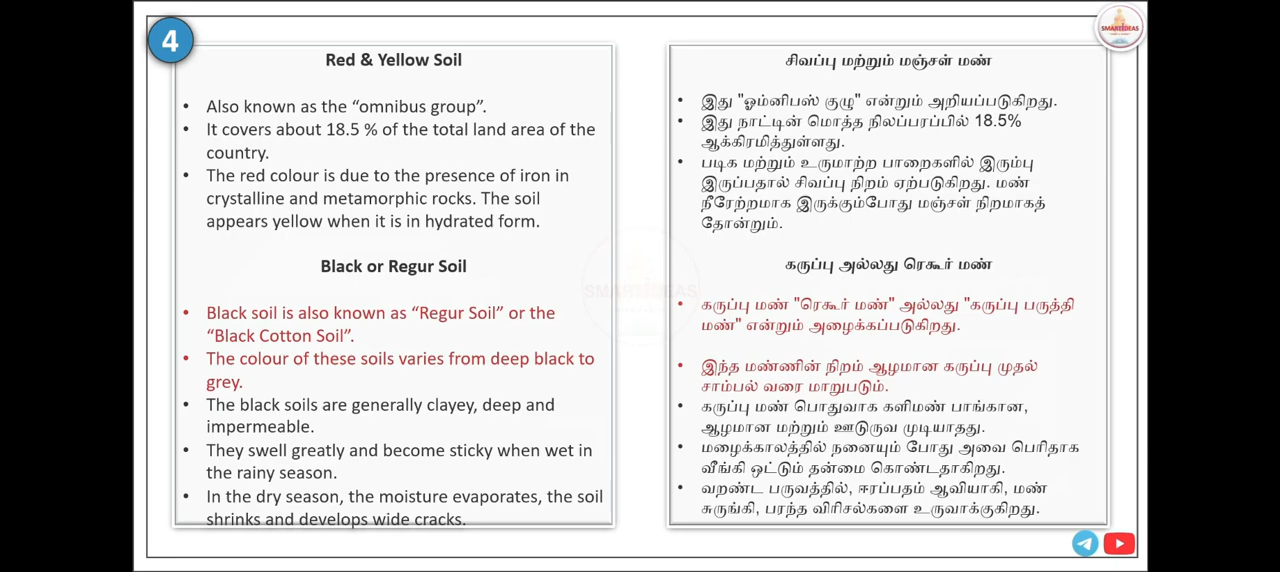 4
SMART IDEAS
Red & Yellow Soil
• Also known as the “omnibus group”.
• It covers about 18.5 % of the total land area of the
country.
• The red colour is due to the presence of iron in
crystalline and metamorphic rocks. The soil
appears yellow when it is in hydrated form.
Black or Regur Soil
• Black soil is also known as “Regur Soil” or the
“Black Cotton Soil”.
• The colour of these soils varies from deep black to
grey.
• The black soils are generally clayey, deep and
impermeable.
• They swell greatly and become sticky when wet in
the rainy season.
• In the dry season, the moisture evaporates, the soil
shrinks and develops wide cracks.
சிவப்பு மற்றும் மஞ்சள் மண்
• இது "ஓம்னிபஸ் குழு" என்றும் அறியப்படுகிறது.
• இது நாட்டின் மொத்த நிலப்பரப்பில் 18.5%
ஆக்கிரமித்துள்ளது.
• படிக மற்றும் உருமாற்ற பாறைகளில் இரும்பு
இருப்பதால் சிவப்பு நிறம் ஏற்படுகிறது. மண்
நீரேற்றமாக இருக்கும்போது மஞ்சள் நிறமாகத்
தோன்றும்.
கருப்பு அல்லது ரெகூர் மண்
• கருப்பு மண் "ரெகூர் மண்" அல்லது "கருப்பு பருத்தி
மண்" என்றும் அழைக்கப்படுகிறது.
• இந்த மண்ணின் நிறம் ஆழமான கருப்பு முதல்
சாம்பல் வரை மாறுபடும்.
• கருப்பு மண் பொதுவாக களிமண் பாங்கான,
ஆழமான மற்றும் ஊடுருவ முடியாதது.
• மழைக்காலத்தில் நனையும் போது அவை பெரிதாக
வீங்கி ஒட்டும் தன்மை கொண்டதாகிறது.
• வறண்ட பருவத்தில், ஈரப்பதம் ஆவியாகி, மண்
சுருங்கி, பரந்த விரிசல்களை உருவாக்குகிறது.
SMART IDEAS